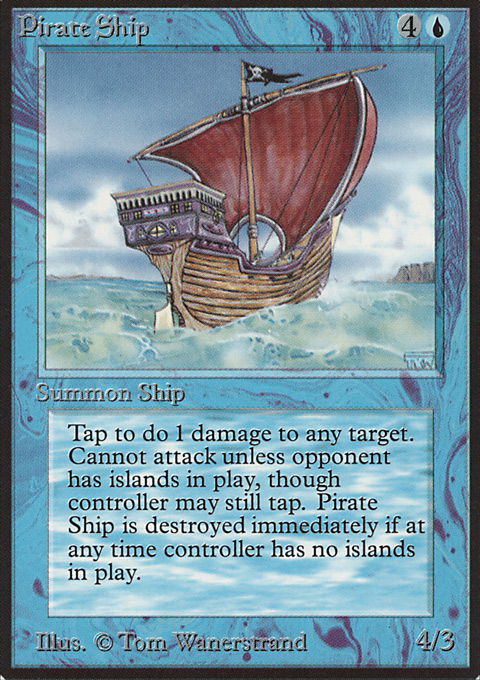 Pirate Ship
4
Summon Ship
Tap to do 1 damage to any target.
Cannot attack unless opponent
has islands in play, though
controller may still tap. Pirate
Ship is destroyed immediately if at
any time controller has no islands
in play.
Illus. © Tom Wänerstrand
4/3